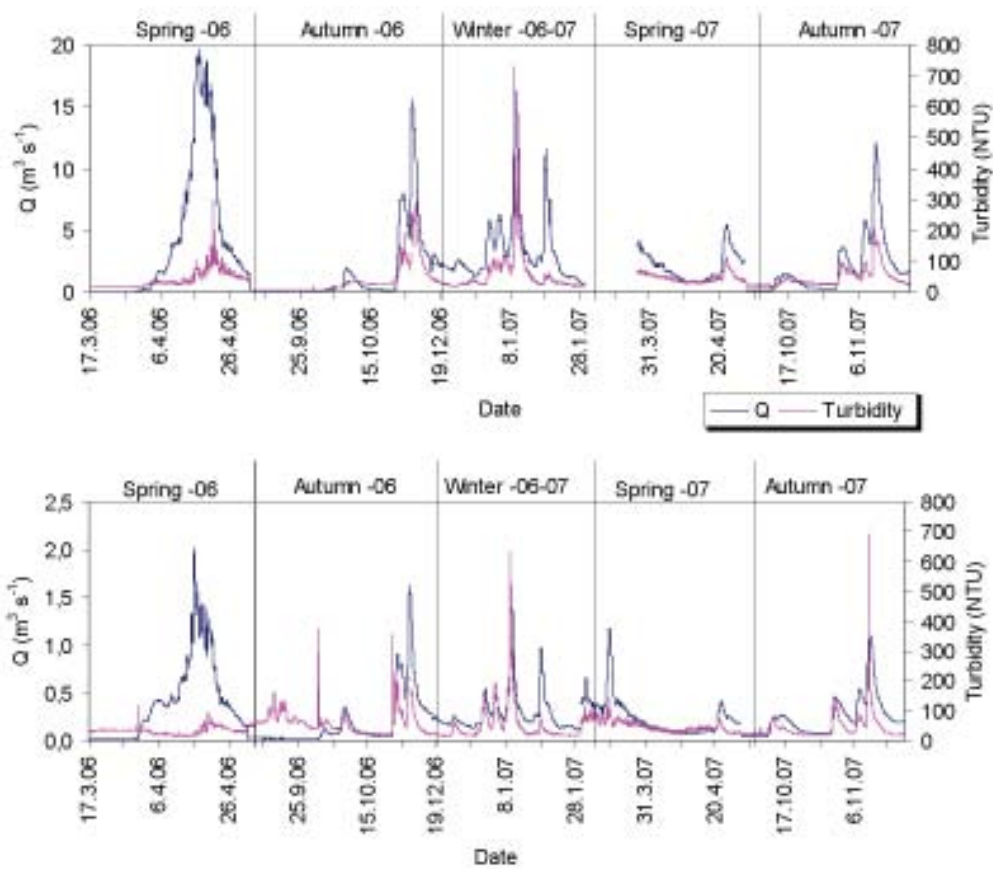 Spring -06 Autumn -06 Winter -06-07 Spring -07 Autumn -07
20 800
700
15 600
500
10 400
300
5 200
100
0 0
Q (m³ s⁻¹)
Turbidity (NTU)
17.3.06 6.4.06 26.4.06 25.9.06 15.10.06 19.12.06 8.1.07 28.1.07 31.3.07 20.4.07 17.10.07 6.11.07
Date
Q Turbidity
Spring -06 Autumn -06 Winter -06-07 Spring -07 Autumn -07
2,5 800
700
2,0 600
1,5 500
400
1,0 300
0,5 200
100
0,0 0
Q (m³ s⁻¹)
Turbidity (NTU)
17.3.06 6.4.06 26.4.06 25.9.06 15.10.06 19.12.06 8.1.07 28.1.07 31.3.07 20.4.07 17.10.07 6.11.07
Date